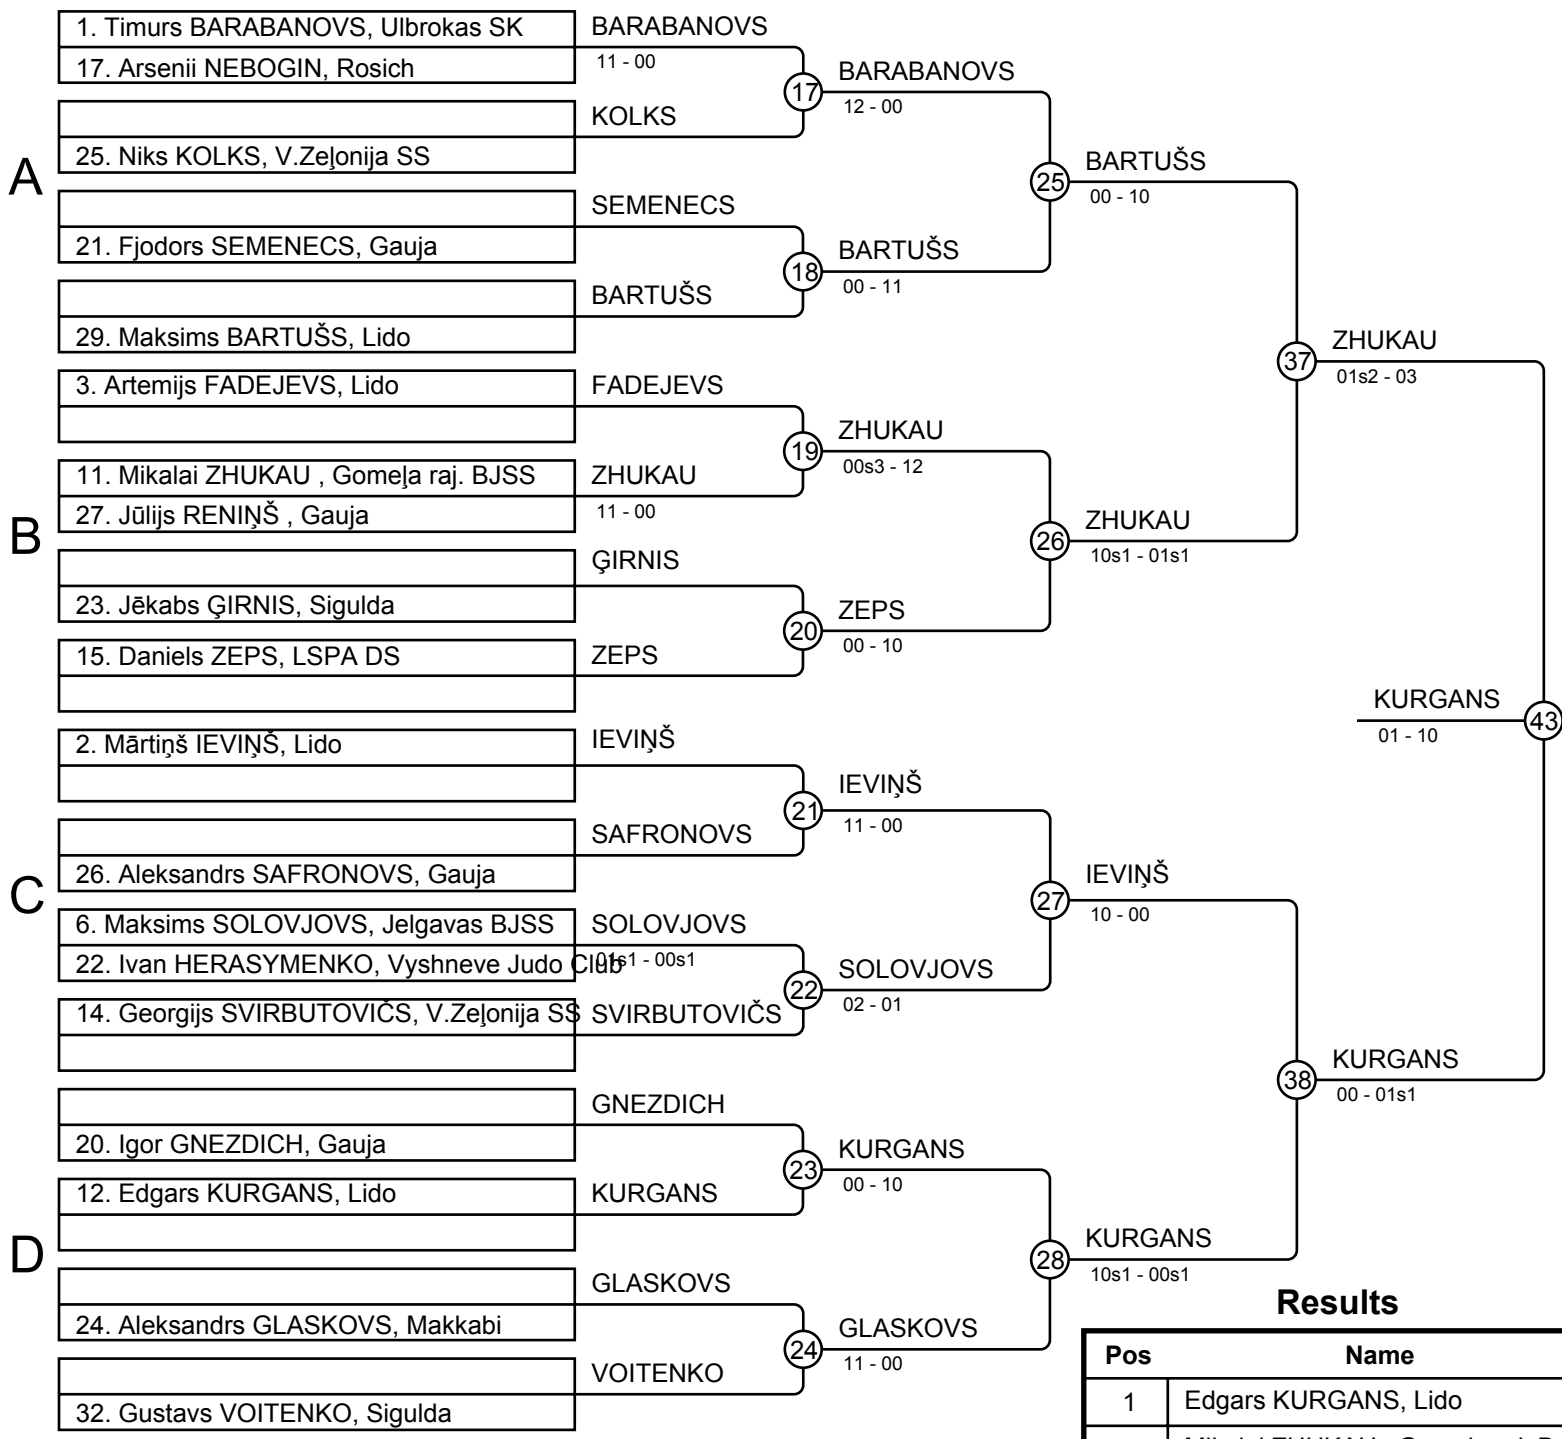 1. Timurs BARABANOVS, Ulbrokas SK
17. Arsenii NEBOGIN, Rosich
25. Niks KOLKS, V.Zeļonija SS
A
21. Fjodors SEMENECS, Gauja
29. Maksims BARTUŠS, Lido
3. Artemijs FADEJEVS, Lido
11. Mikalai ZHUKAU , Gomeļa raj. BJSS
27. Jūlijs RENIŅŠ , Gauja
B
23. Jēkabs ĢIRNIS, Sigulda
15. Daniels ZEPS, LSPA DS
2. Mārtiņš IEVIŅŠ, Lido
26. Aleksandrs SAFRONOVS, Gauja
C
6. Maksims SOLOVJOVS, Jelgavas BJSS
22. Ivan HERASYMENKO, Vyshneve Judo Club
14. Georgijs SVIRBUTOVIČS, V.Zeļonija SS
20. Igor GNEZDICH, Gauja
12. Edgars KURGANS, Lido
D
24. Aleksandrs GLASKOVS, Makkabi
32. Gustavs VOITENKO, Sigulda
BARABANOVS
11 - 00
KOLKS
SEMENECS
BARTUŠS
FADEJEVS
ZHUKAU
11 - 00
ĢIRNIS
ZEPS
IEVIŅŠ
SAFRONOVS
SOLOVJOVS
01s1 - 00s1
SVIRBUTOVIČS
GNEZDICH
KURGANS
GLASKOVS
VOITENKO
17
BARABANOVS
12 - 00
18
BARTUŠS
00 - 11
19
ZHUKAU
00s3 - 12
20
ZEPS
00 - 10
21
IEVIŅŠ
11 - 00
22
SOLOVJOVS
02 - 01
23
KURGANS
00 - 10
24
GLASKOVS
11 - 00
25
BARTUŠS
00 - 10
26
ZHUKAU
10s1 - 01s1
27
IEVIŅŠ
10 - 00
28
KURGANS
10s1 - 00s1
37
ZHUKAU
01s2 - 03
38
KURGANS
00 - 01s1
KURGANS
43
01 - 10
Results
Pos Name
1 Edgars KURGANS, Lido